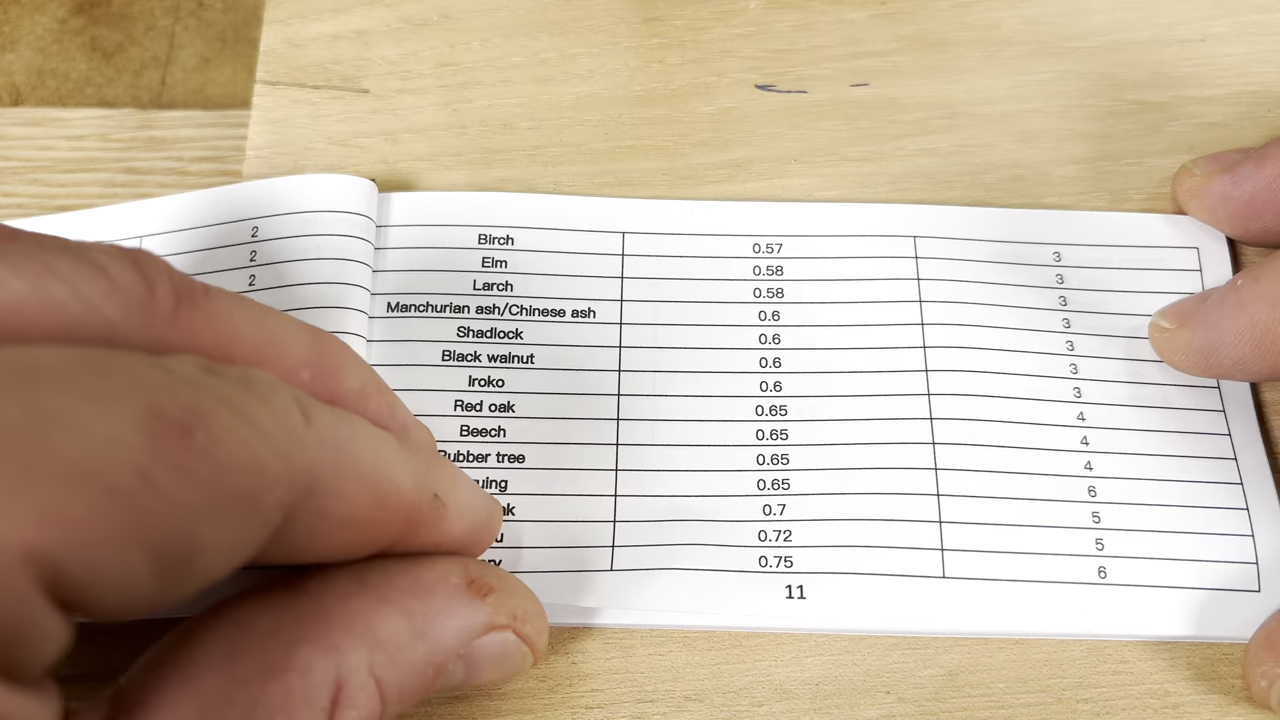 2
2
2
Birch 0.57 3
Elm 0.58 3
Larch 0.58 3
Manchurian ash/Chinese ash 0.6 3
Shadlock 0.6 3
Black walnut 0.6 3
Iroko 0.6 3
Red oak 0.65 4
Beech 0.65 4
Rubber tree 0.65 4
0.65 6
0.7 5
0.72 5
0.75 6
11